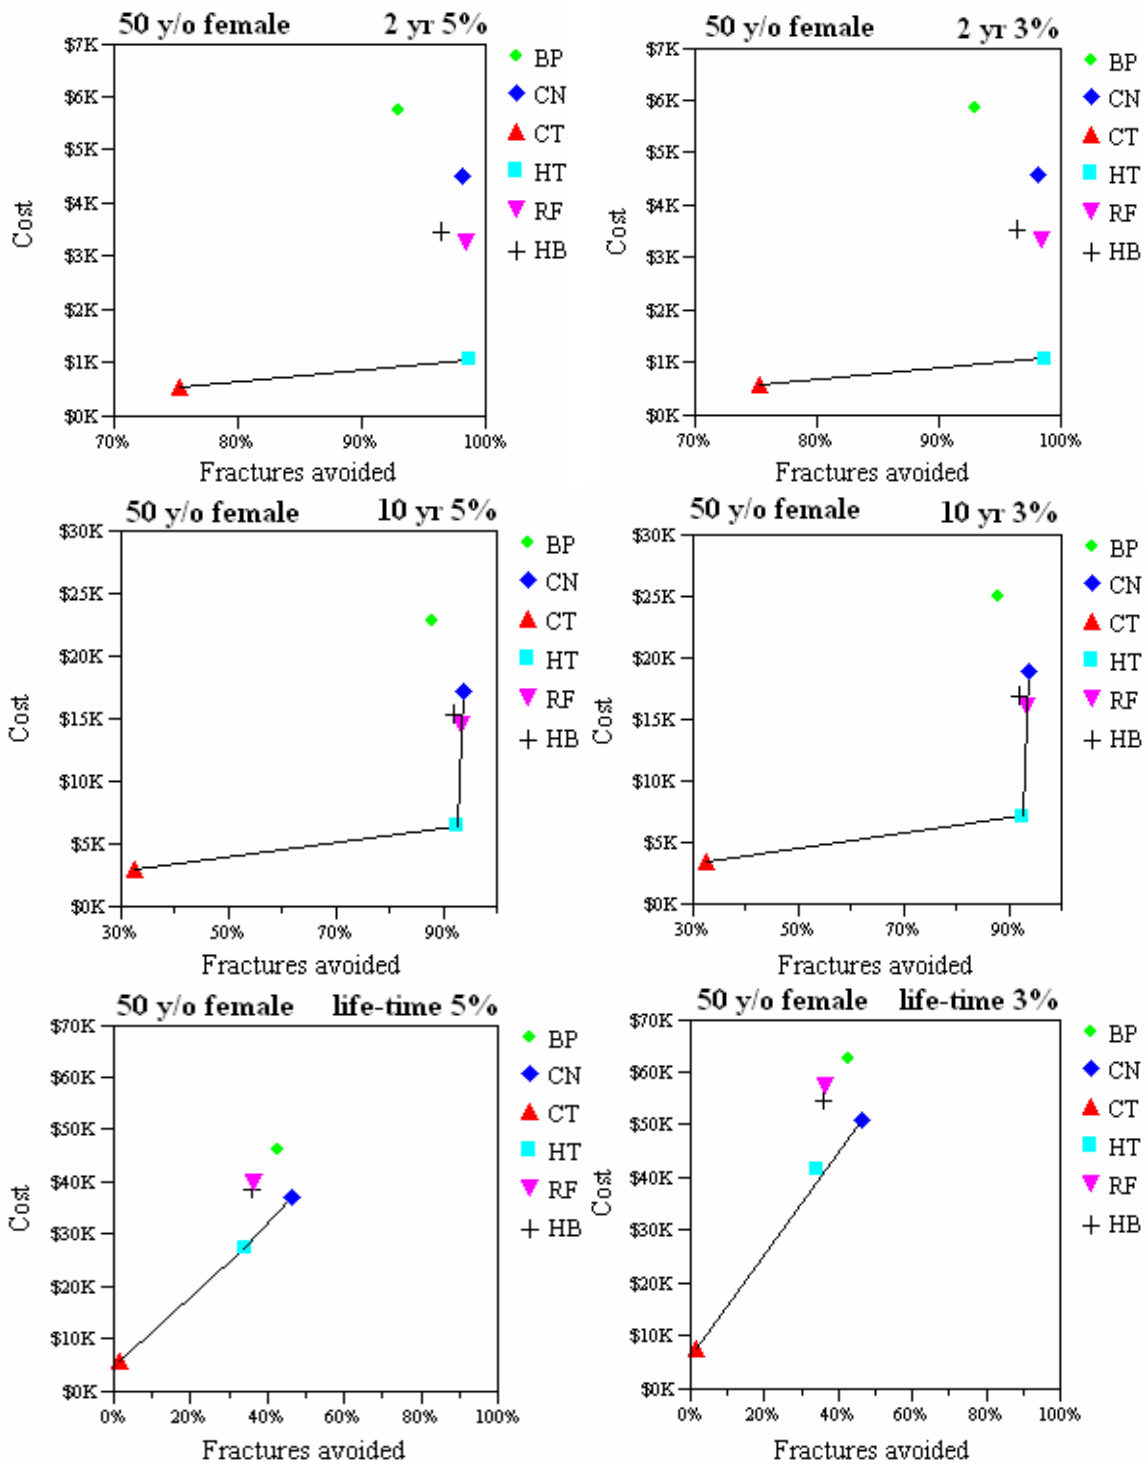 50 y/o female 2 yr 5%
$7K
$6K
$5K
$4K
$3K
$2K
$1K
$0K
Cost
70% 80% 90% 100%
Fractures avoided
BP
CN
CT
HT
RF
HB
50 y/o female 2 yr 3%
$7K
$6K
$5K
$4K
$3K
$2K
$1K
$0K
Cost
70% 80% 90% 100%
Fractures avoided
BP
CN
CT
HT
RF
HB
50 y/o female 10 yr 5%
$30K
$25K
$20K
$15K
$10K
$5K
$0K
Cost
30% 50% 70% 90%
Fractures avoided
BP
CN
CT
HT
RF
HB
50 y/o female 10 yr 3%
$30K
$25K
$20K
$15K
$10K
$5K
$0K
Cost
30% 50% 70% 90%
Fractures avoided
BP
CN
CT
HT
RF
HB
50 y/o female life-time 5%
$70K
$60K
$50K
$40K
$30K
$20K
$10K
$0K
Cost
0% 20% 40% 60% 80% 100%
Fractures avoided
BP
CN
CT
HT
RF
HB
50 y/o female life-time 3%
$70K
$60K
$50K
$40K
$30K
$20K
$10K
$0K
Cost
0% 20% 40% 60% 80% 100%
Fractures avoided
BP
CN
CT
HT
RF
HB